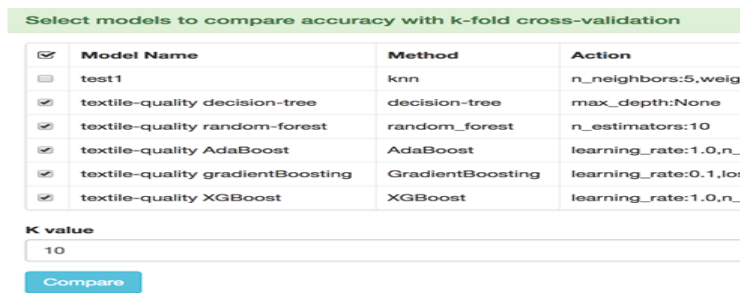 Select models to compare accuracy with k-fold cross-validation
Model Name Method Action
test1 knn n_neighbors:5,weig
textile-quality decision-tree decision-tree max_depth:None
textile-quality random-forest random_forest n_estimators:10
textile-quality AdaBoost AdaBoost learning_rate:1.0,n_
textile-quality gradientBoosting GradientBoosting learning_rate:0.1,los
textile-quality XGBoost XGBoost learning_rate:1.0,n_
K value
10
Compare